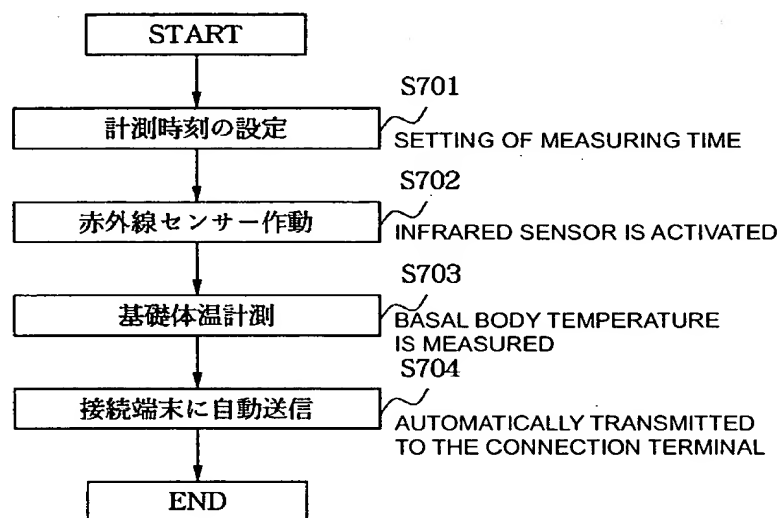 START
S701
計測時刻の設定
SETTING OF MEASURING TIME
S702
赤外線センサー作動
INFRARED SENSOR IS ACTIVATED
S703
基礎体温計測
BASAL BODY TEMPERATURE
IS MEASURED
S704
接続端末に自動送信
AUTOMATICALLY TRANSMITTED
TO THE CONNECTION TERMINAL
END